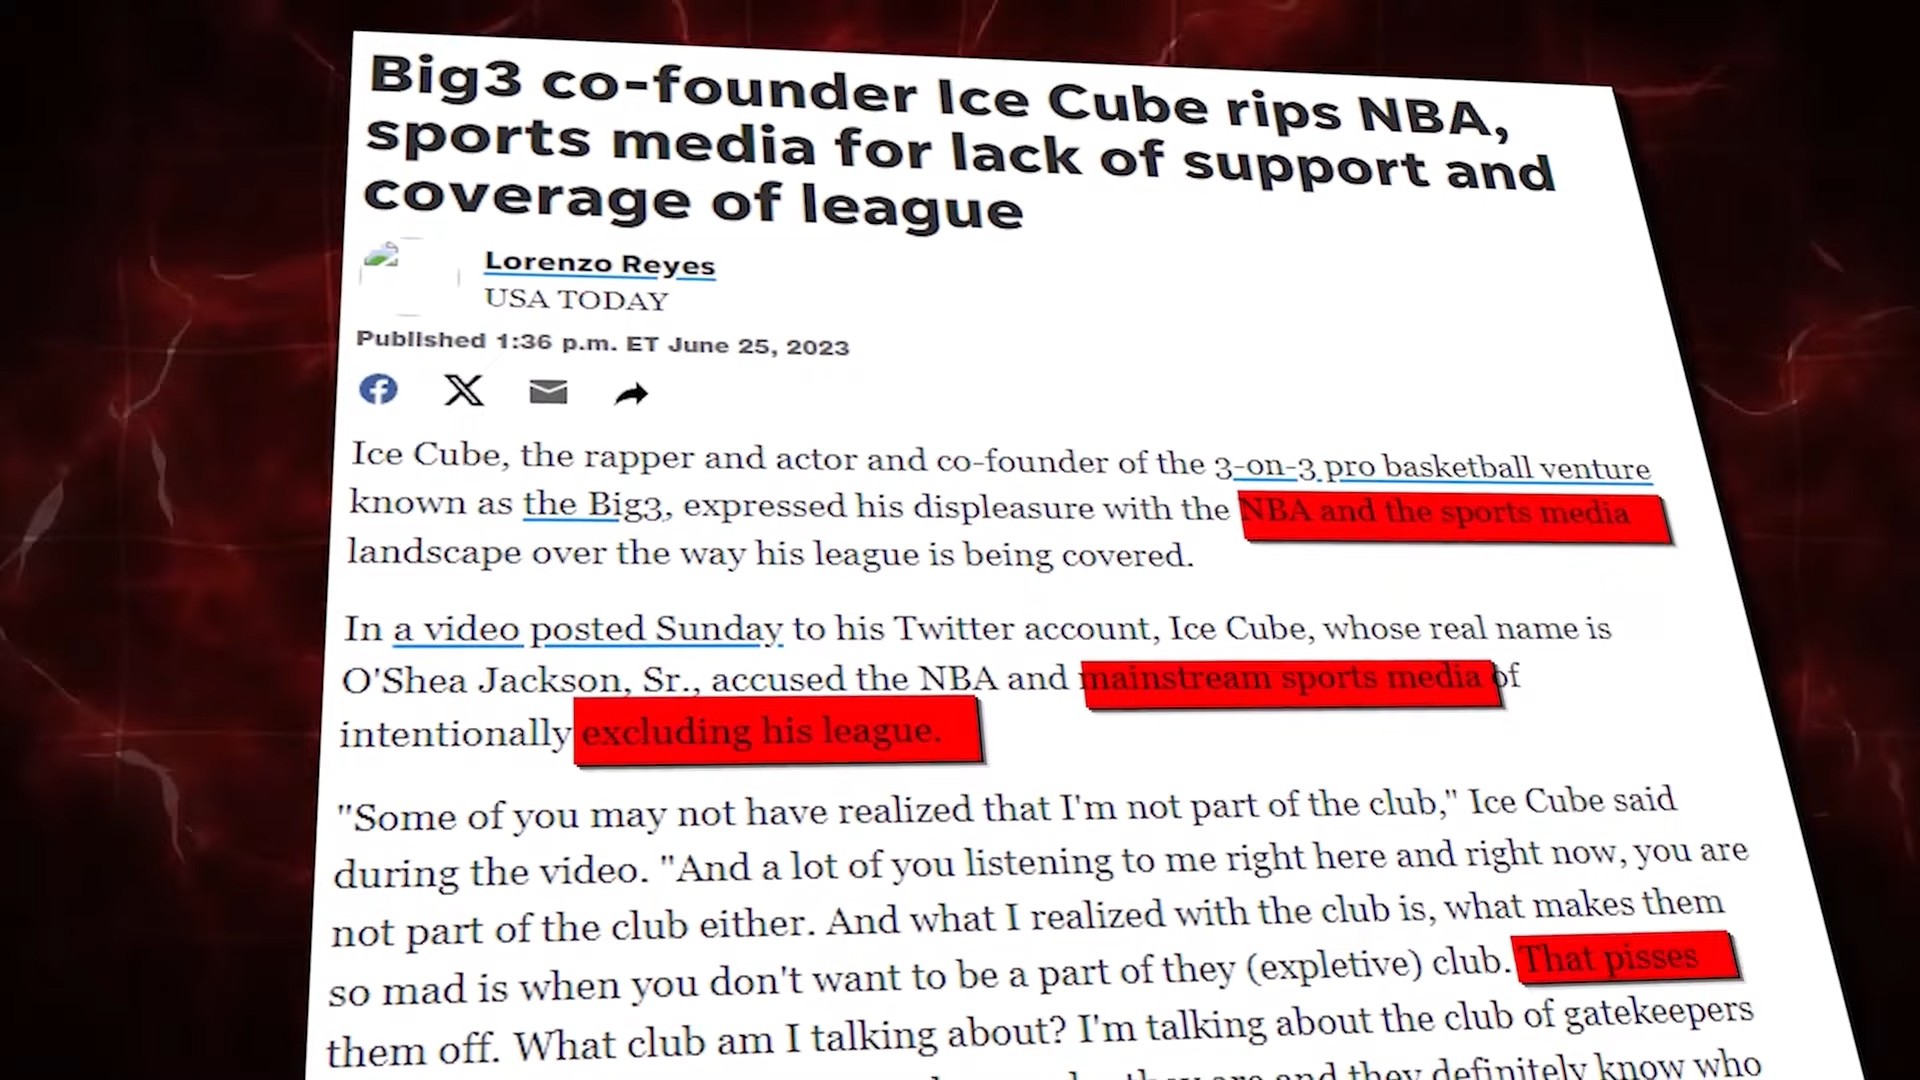 Big3 co-founder Ice Cube rips NBA,
sports media for lack of support and
coverage of league
Lorenzo Reyes
USA TODAY
Published 1:36 p.m. ET June 25, 2023
Ice Cube, the rapper and actor and co-founder of the 3-on-3 pro basketball venture
known as the Big3, expressed his displeasure with the NBA and the sports media
landscape over the way his league is being covered.
In a video posted Sunday to his Twitter account, Ice Cube, whose real name is
O'Shea Jackson, Sr., accused the NBA and mainstream sports media of
intentionally excluding his league.
"Some of you may not have realized that I'm not part of the club," Ice Cube said
during the video. "And a lot of you listening to me right here and right now, you are
not part of the club either. And what I realized with the club is, what makes them
so mad is when you don't want to be a part of they (expletive) club. That pisses
them off. What club am I talking about? I'm talking about the club of gatekeepers
they are and they definitely know who